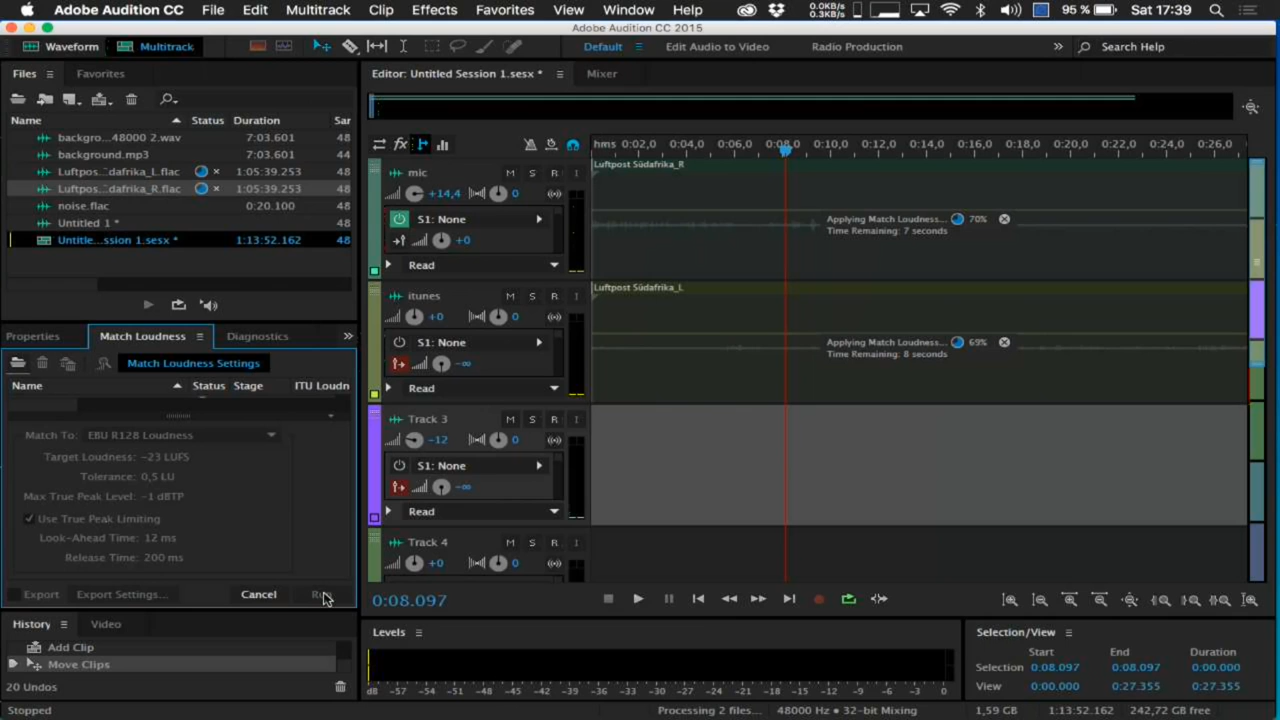 Adobe Audition CC File Edit Multitrack Clip Effects Favorites View Window Help 0.0KB/s 0.3KB/s 95 % Sat 17:39
Adobe Audition CC 2015
Waveform Multitrack Default Edit Audio to Video Radio Production Search Help
Files Favorites
Name Status Duration Sar
backgro...48000 2.wav 7:03.601 48
background.mp3 7:03.601 44
Luftpos...dafrika_L.flac 1:05:39.253 48
Luftpos...dafrika_R.flac 1:05:39.253 48
noise.flac 0:20.100 48
Untitled 1 * 48
Untitle...ssion 1.sesx * 1:13:52.162 48
Properties Match Loudness Diagnostics
Match Loudness Settings
Name Status Stage ITU Loudn
Match To: EBU R128 Loudness
Target Loudness: -23 LUFS
Tolerance: 0,5 LU
Max True Peak Level: -1 dBTP
Use True Peak Limiting
Look-Ahead Time: 12 ms
Release Time: 200 ms
Export Export Settings... Cancel
History Video
Add Clip
Move Clips
20 Undos
Stopped
Editor: Untitled Session 1.sesx * Mixer
hms 0:02,0 0:04,0 0:06,0 0:08,0 0:10,0 0:12,0 0:14,0 0:16,0 0:18,0 0:20,0 0:22,0 0:24,0 0:26,0
mic M S R I
+14,4 0
S1: None
+0
Read
Luftpost Südafrika_R
Applying Match Loudness... 70%
Time Remaining: 7 seconds
itunes M S R I
+0 0
S1: None
-∞
Read
Luftpost Südafrika_L
Applying Match Loudness... 69%
Time Remaining: 8 seconds
Track 3 M S R I
-12 0
S1: None
-∞
Read
Track 4 M S R I
+0 0
0:08.097
Levels
dB -57 -54 -51 -48 -45 -42 -39 -36 -33 -30 -27 -24 -21 -18 -15 -12 -9 -6 -3 0
Selection/View
Start End Duration
Selection 0:08.097 0:08.097 0:00.000
View 0:00.000 0:27.355 0:27.355
Processing 2 files... 48000 Hz • 32-bit Mixing 1,59 GB 1:13:52.162 242,72 GB free